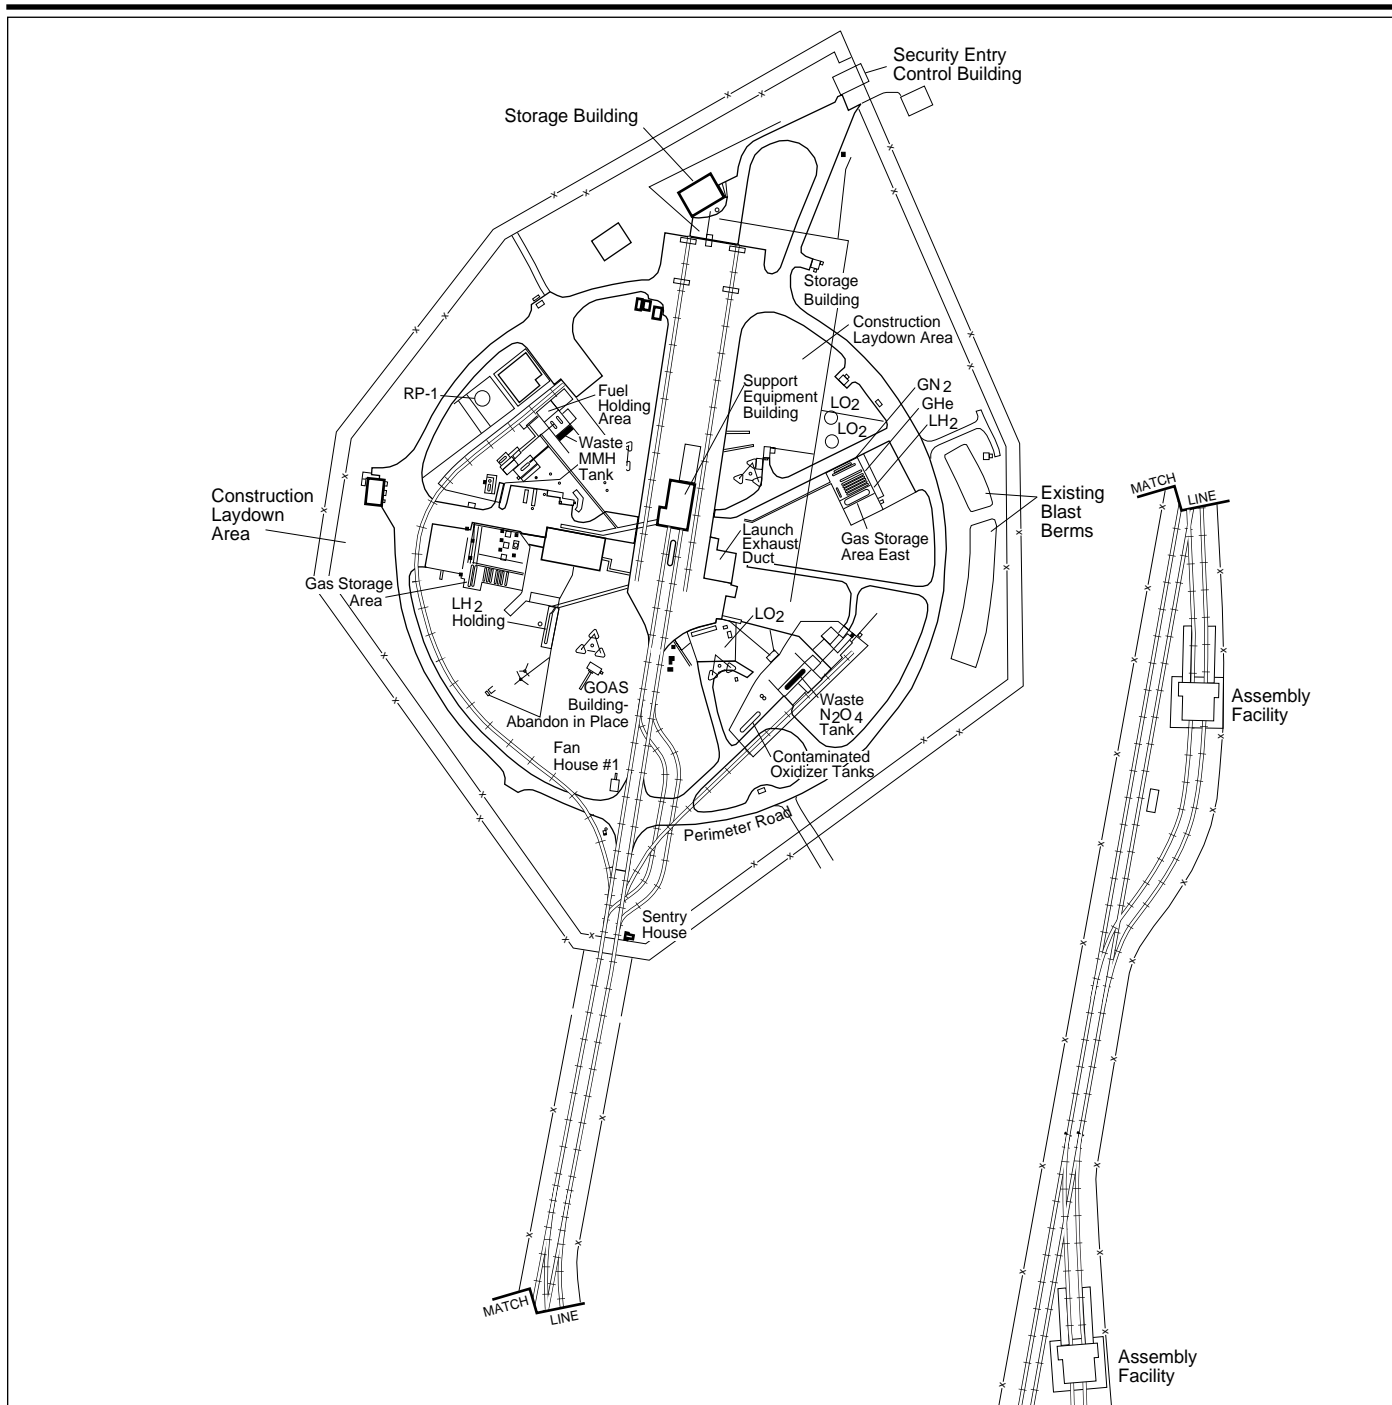 Security Entry
Control Building
Storage Building
Storage
Building
Construction
Laydown Area
Support
Equipment
Building
GN2
GHe
LH2
LO2
LO2
RP-1
Fuel
Holding
Area
Waste
MMH
Tank
Construction
Laydown
Area
Existing
Blast
Berms
MATCH
LINE
Launch
Exhaust
Duct
Gas Storage
Area East
Gas Storage
Area
LH2
Holding
LO2
GOAS
Building-
Abandon in Place
Waste
N2O4
Tank
Assembly
Facility
Fan
House #1
Contaminated
Oxidizer Tanks
Perimeter Road
Sentry
House
MATCH
LINE
Assembly
Facility